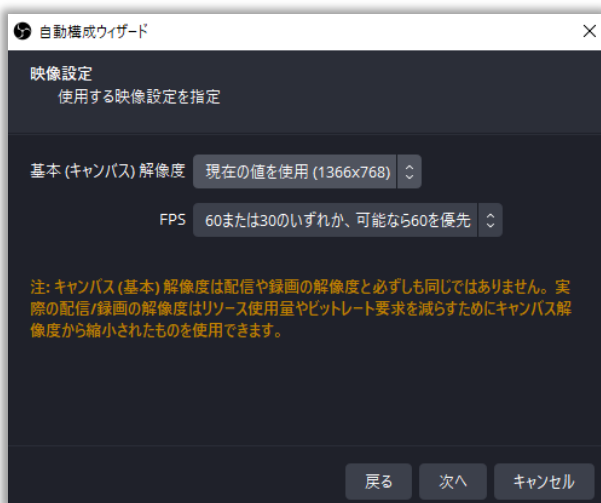 自動構成ウィザード
映像設定
使用する映像設定を指定
基本 (キャンバス) 解像度 現在の値を使用 (1366x768)
FPS 60または30のいずれか、可能なら60を優先
注: キャンバス (基本) 解像度は配信や録画の解像度と必ずしも同じではありません。実
際の配信/録画の解像度はリソース使用量やビットレート要求を減らすためにキャンバス解
像度から縮小されたものを使用できます。
戻る 次へ キャンセル